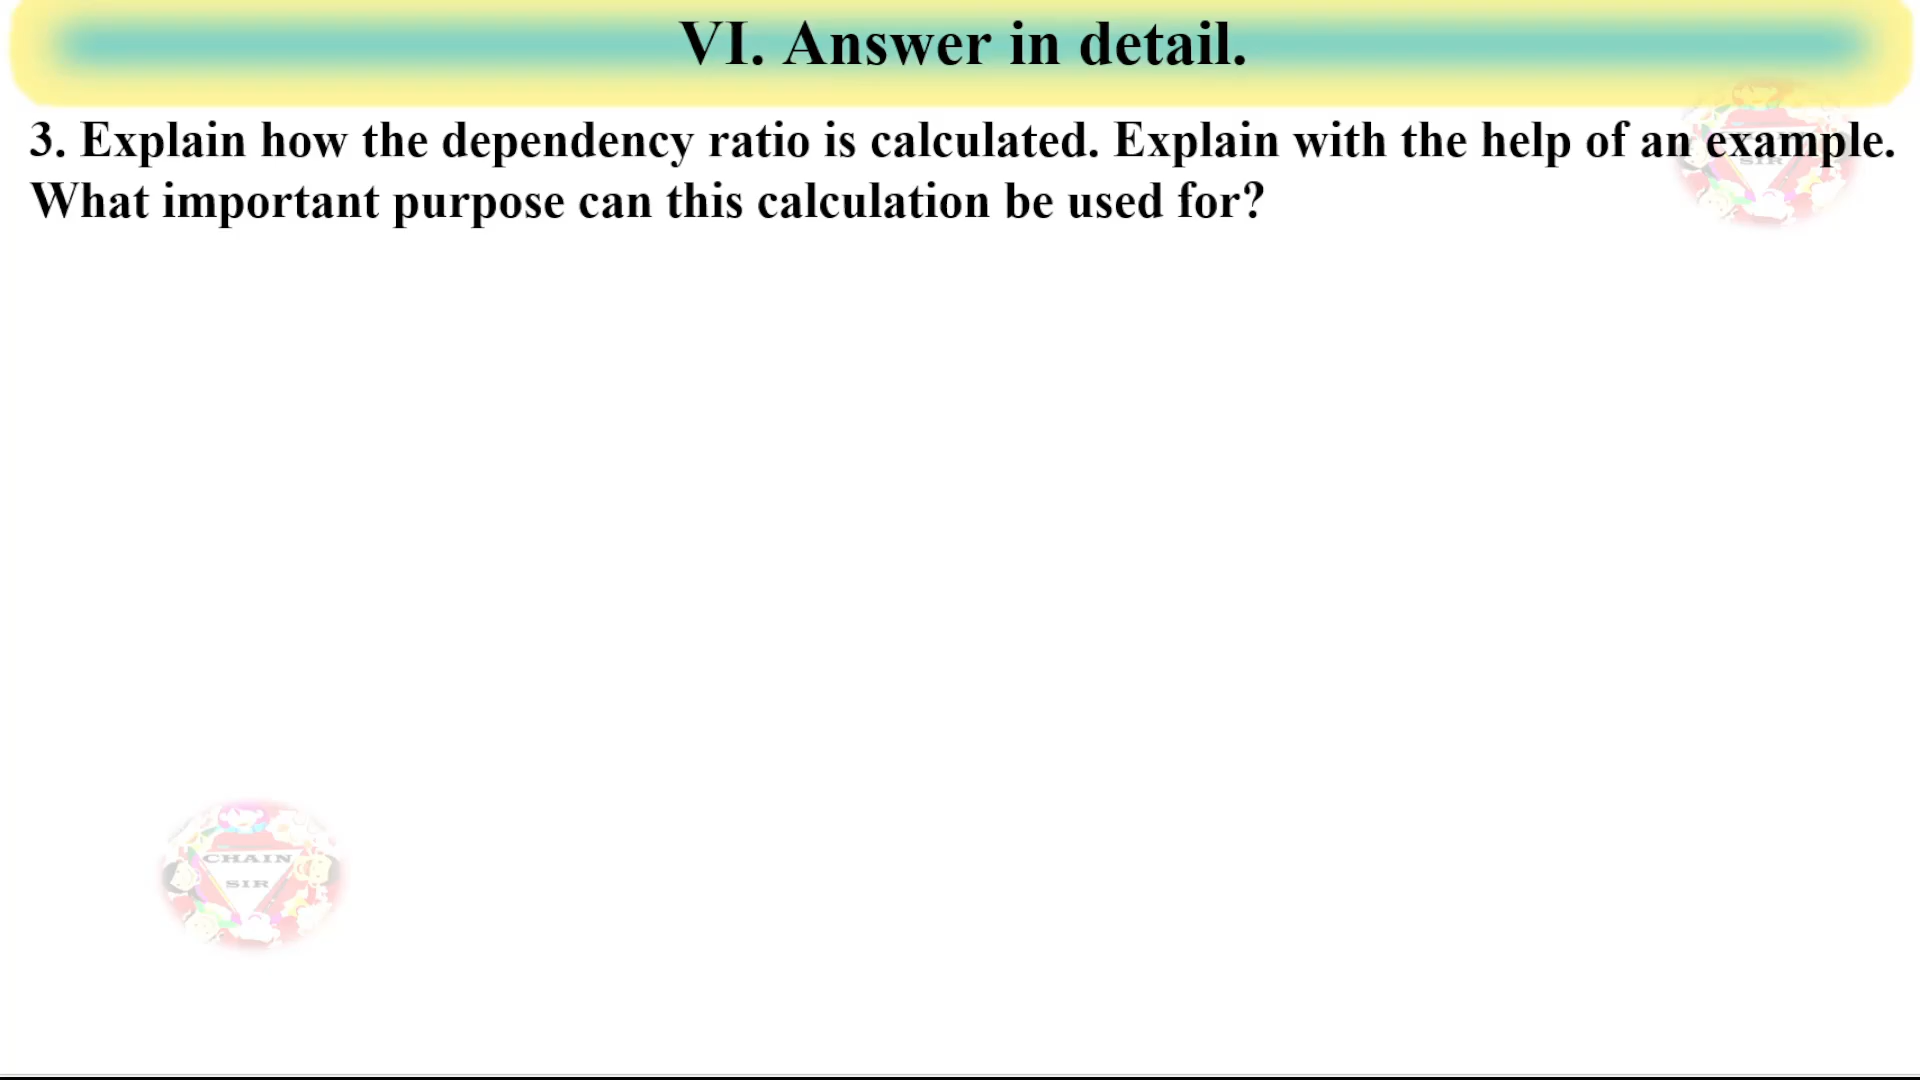 VI. Answer in detail.
3. Explain how the dependency ratio is calculated. Explain with the help of an example.
What important purpose can this calculation be used for?
SIR
CHAIN
SIR